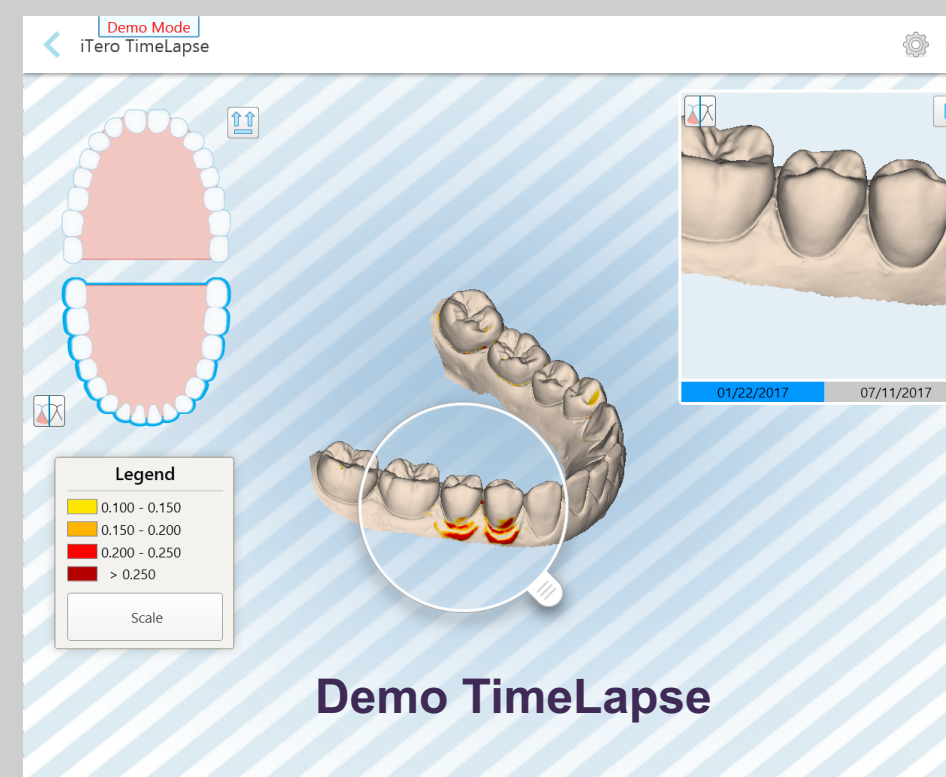 Demo Mode
iTero TimeLapse
01/22/2017
07/11/2017
Legend
0.100 - 0.150
0.150 - 0.200
0.200 - 0.250
> 0.250
Scale
Demo TimeLapse